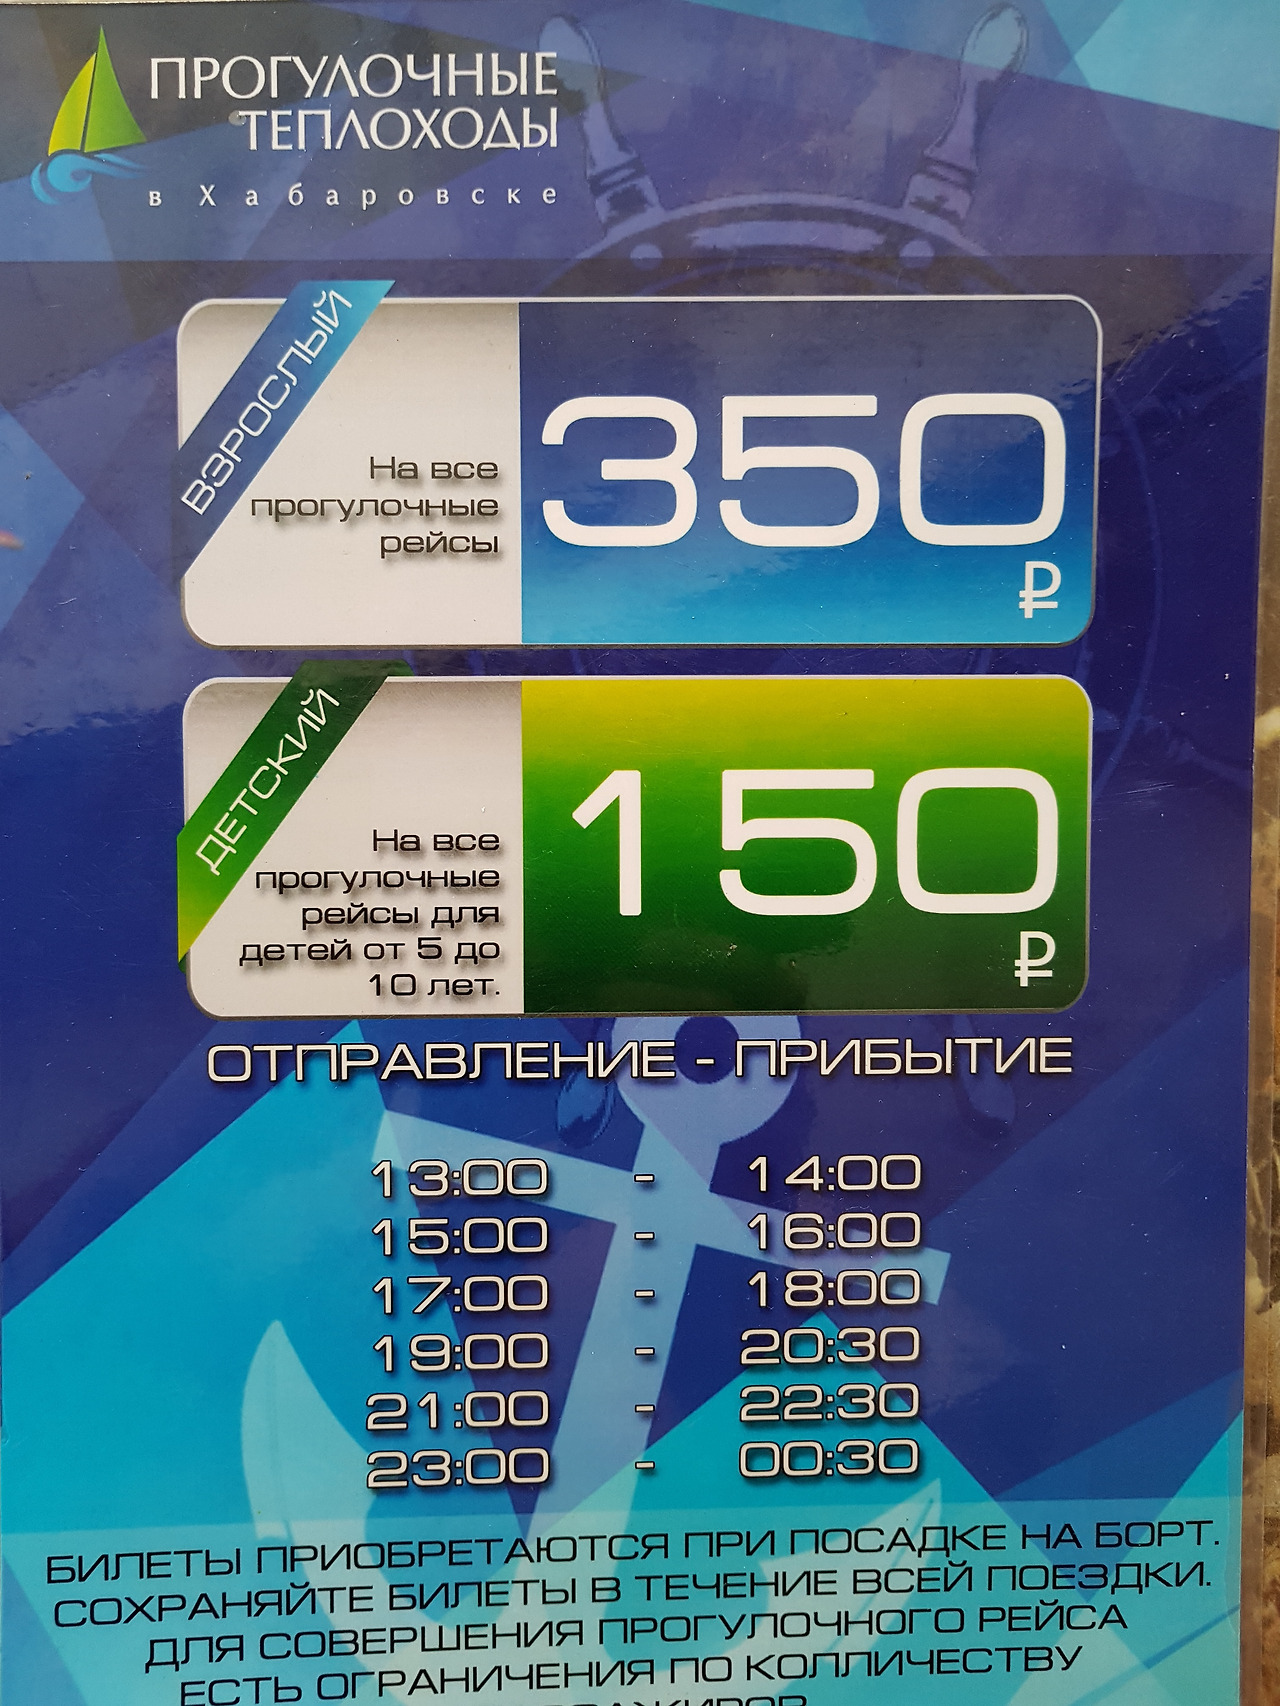 ПРОГУЛОЧНЫЕ
ТЕПЛОХОДЫ
в Хабаровске
ВЗРОСЛЫЙ
На все
прогулочные
рейсы
350
₽
ДЕТСКИЙ
На все
прогулочные
рейсы для
детей от 5 до
10 лет.
150
₽
ОТПРАВЛЕНИЕ - ПРИБЫТИЕ
13:00 - 14:00
15:00 - 16:00
17:00 - 18:00
19:00 - 20:30
21:00 - 22:30
23:00 - 00:30
БИЛЕТЫ ПРИОБРЕТАЮТСЯ ПРИ ПОСАДКЕ НА БОРТ.
СОХРАНЯЙТЕ БИЛЕТЫ В ТЕЧЕНИЕ ВСЕЙ ПОЕЗДКИ.
ДЛЯ СОВЕРШЕНИЯ ПРОГУЛОЧНОГО РЕЙСА
ЕСТЬ ОГРАНИЧЕНИЯ ПО КОЛЛИЧЕСТВУ